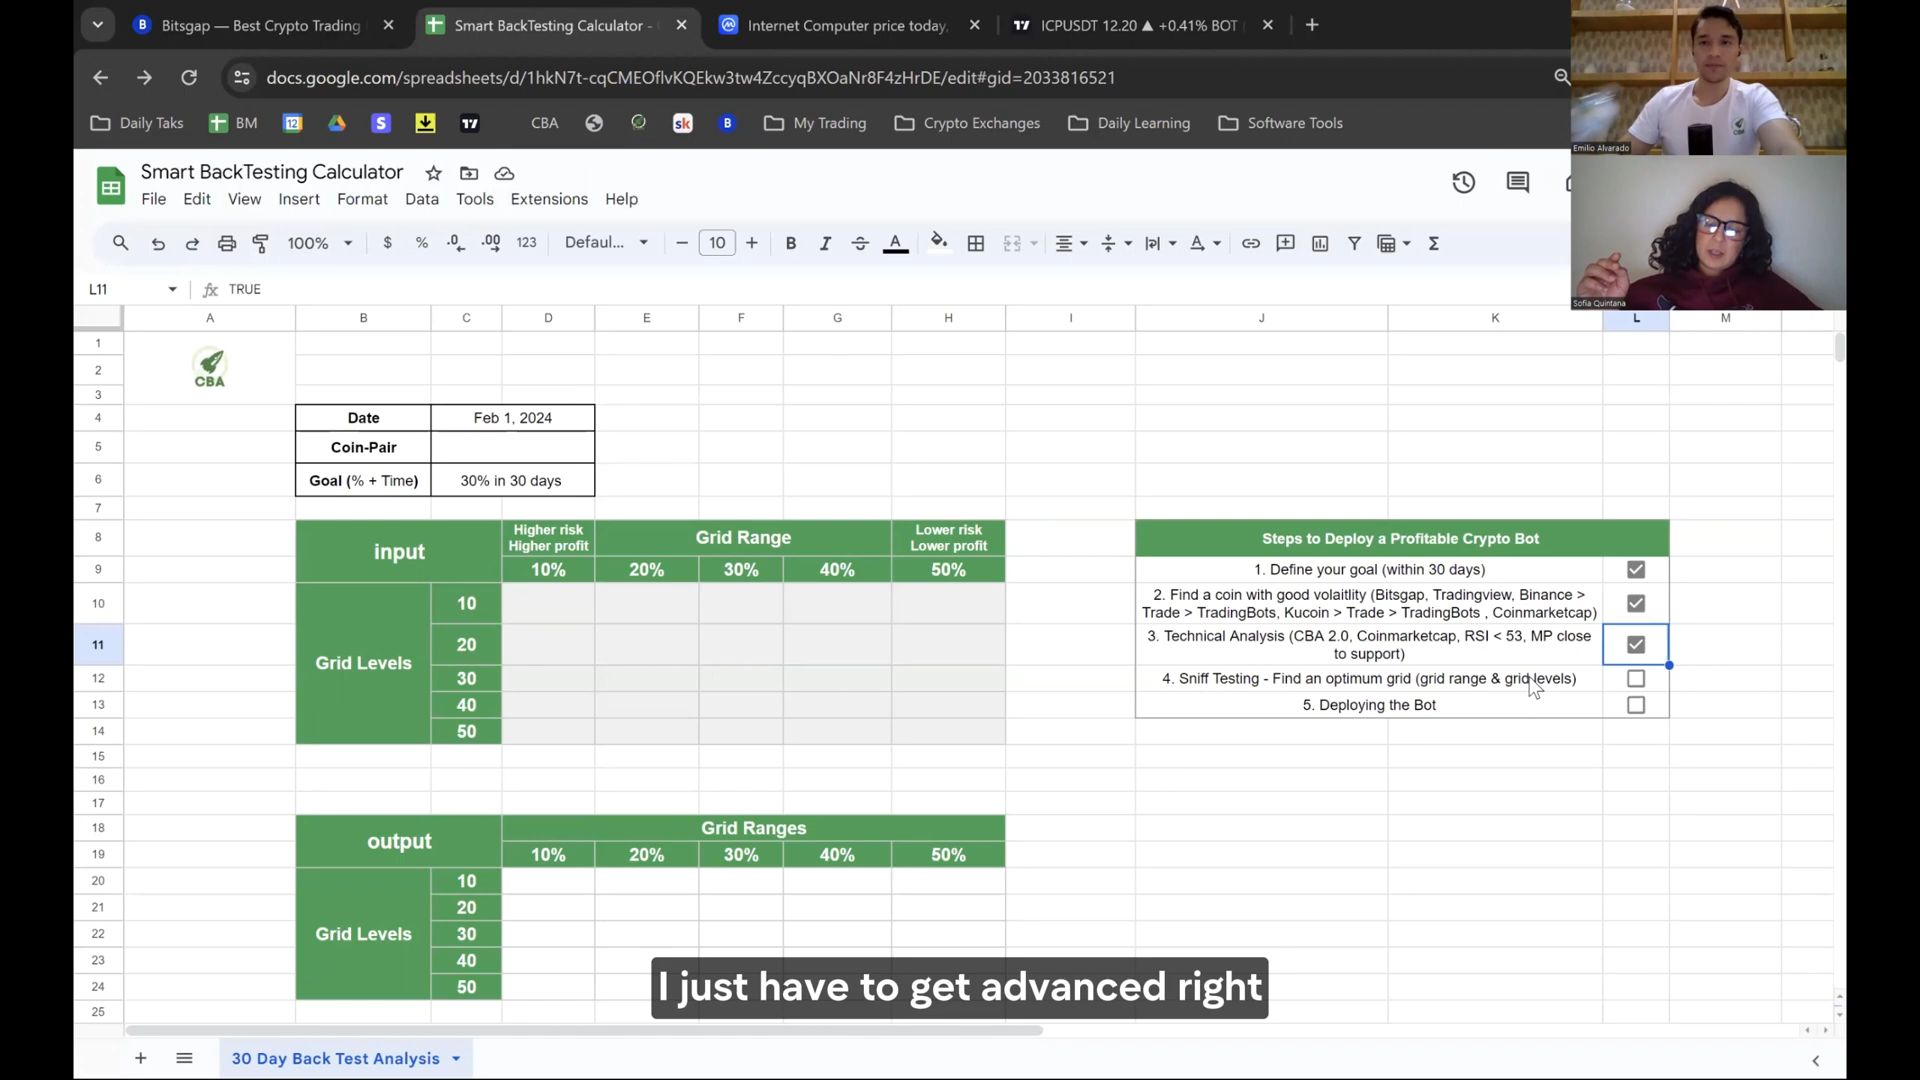 Bitsgap — Best Crypto Trading
Smart BackTesting Calculator -
Internet Computer price today,
ICPUSDT 12.20 ▲ +0.41% BOT
docs.google.com/spreadsheets/d/1hkN7t-cqCMEOflvKQEkw3tw4ZccyqBXOaNr8F4zHrDE/edit#gid=2033816521
Daily Taks
BM
CBA
My Trading
Crypto Exchanges
Daily Learning
Software Tools
CBA
Emilio Alvarado
Sofia Quintana
Smart BackTesting Calculator
File Edit View Insert Format Data Tools Extensions Help
100% $ % .0 .00 123 Defaul... − 10 + B I A Σ
L11 fx TRUE
A B C D E F G H I J K L M
1
2
3
4
5
6
7
8
9
10
11
12
13
14
15
16
17
18
19
20
21
22
23
24
25
CBA
Date Feb 1, 2024
Coin-Pair
Goal (% + Time) 30% in 30 days
input
Higher risk
Higher profit
Grid Range
Lower risk
Lower profit
10% 20% 30% 40% 50%
Grid Levels
10
20
30
40
50
Steps to Deploy a Profitable Crypto Bot
1. Define your goal (within 30 days)
2. Find a coin with good volaitlity (Bitsgap, Tradingview, Binance >
Trade > TradingBots, Kucoin > Trade > TradingBots , Coinmarketcap)
3. Technical Analysis (CBA 2.0, Coinmarketcap, RSI < 53, MP close
to support)
4. Sniff Testing - Find an optimum grid (grid range & grid levels)
5. Deploying the Bot
output
Grid Ranges
10% 20% 30% 40% 50%
Grid Levels
10
20
30
40
50
I just have to get advanced right
30 Day Back Test Analysis